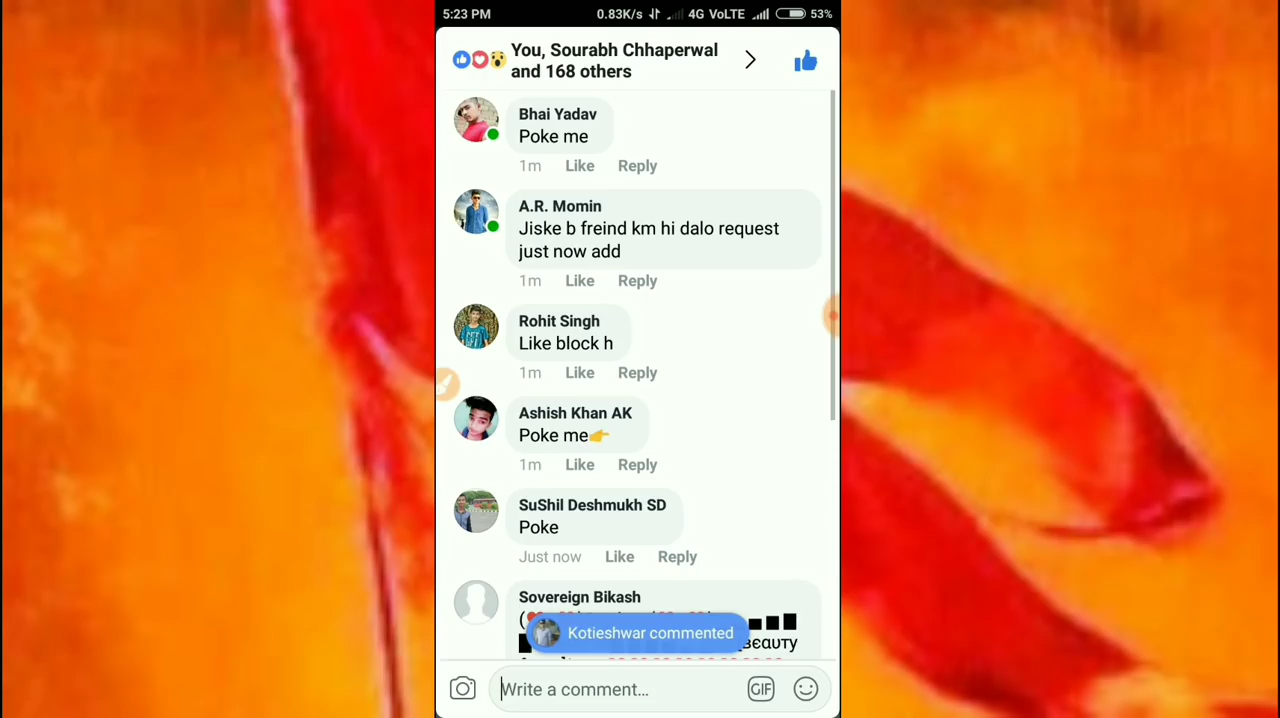 5:23 PM 0.83K/s 4G VoLTE 53%
You, Sourabh Chhaperwal
and 168 others
Bhai Yadav
Poke me
1m Like Reply
A.R. Momin
Jiske b freind km hi dalo request
just now add
1m Like Reply
Rohit Singh
Like block h
1m Like Reply
Ashish Khan AK
Poke me👉
1m Like Reply
SuShil Deshmukh SD
Poke
Just now Like Reply
Sovereign Bikash
Kotieshwar commented
Write a comment...
GIF